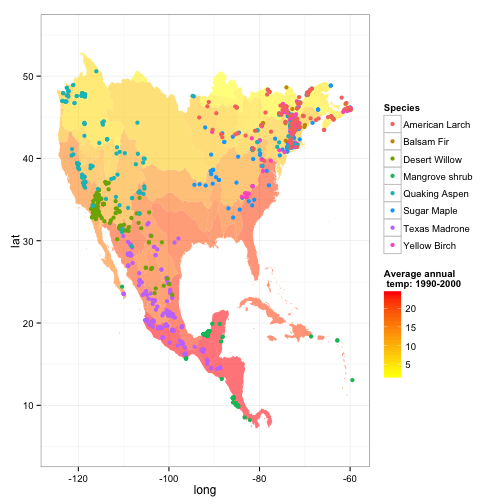 50
40
30
20
10
lat
-120
-100
-80
-60
long
Species
American Larch
Balsam Fir
Desert Willow
Mangrove shrub
Quaking Aspen
Sugar Maple
Texas Madrone
Yellow Birch
Average annual
temp: 1990-2000
20
15
10
5